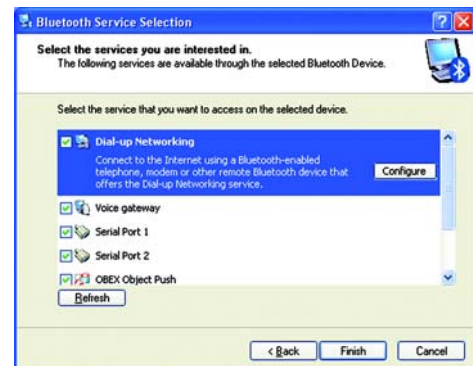 Bluetooth Service Selection
Select the services you are interested in.
The following services are available through the selected Bluetooth Device.
Select the service that you want to access on the selected device.
Dial-up Networking
Connect to the Internet using a Bluetooth-enabled
telephone, modem or other remote Bluetooth device that
offers the Dial-up Networking service.
Configure
Voice gateway
Serial Port 1
Serial Port 2
OBEX Object Push
Refresh
< Back
Finish
Cancel